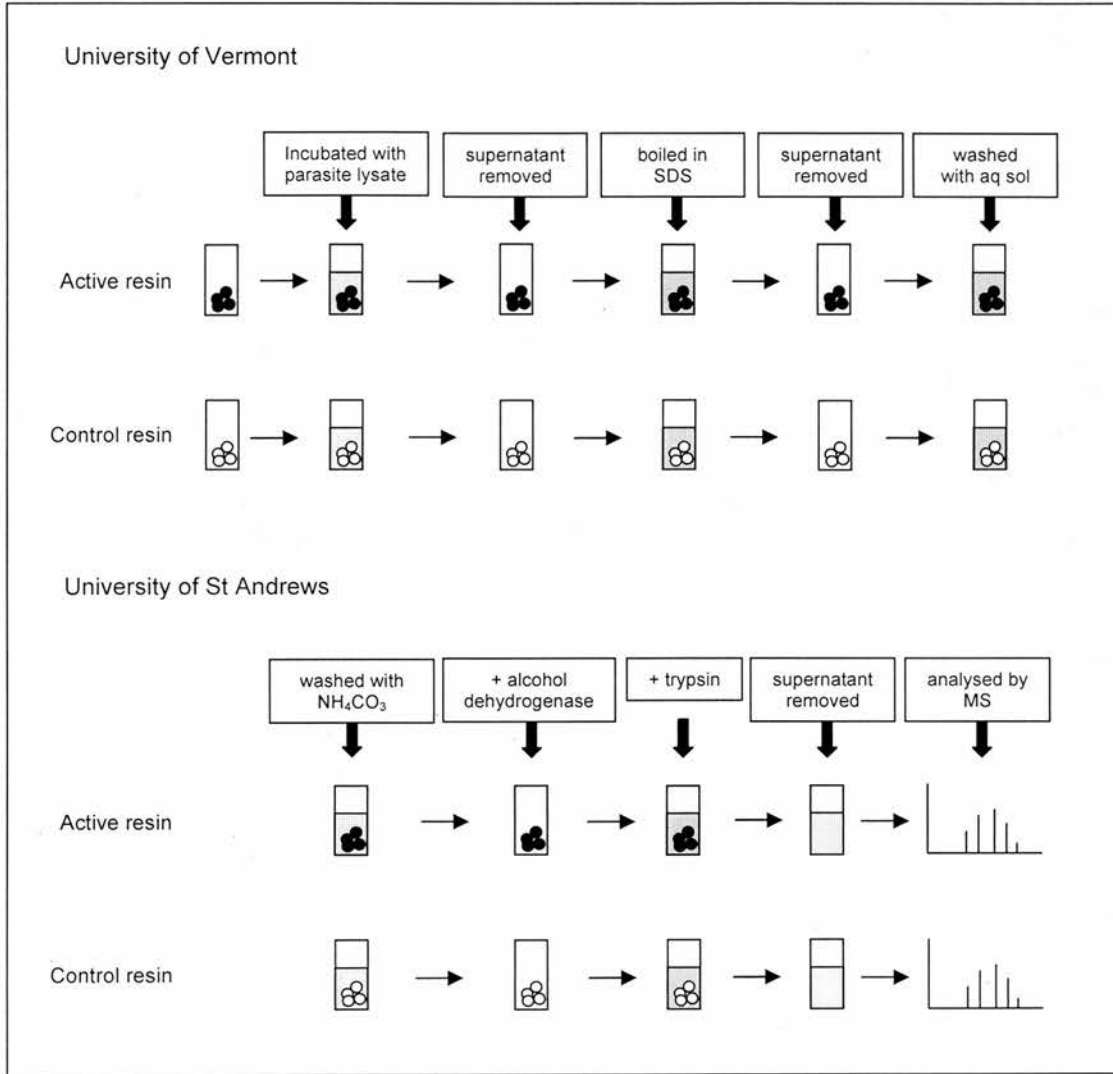 University of Vermont
Incubated with
parasite lysate
supernatant
removed
boiled in
SDS
supernatant
removed
washed
with aq sol
Active resin
Control resin
University of St Andrews
washed with
NH₄CO₃
+ alcohol
dehydrogenase
+ trypsin
supernatant
removed
analysed by
MS
Active resin
Control resin